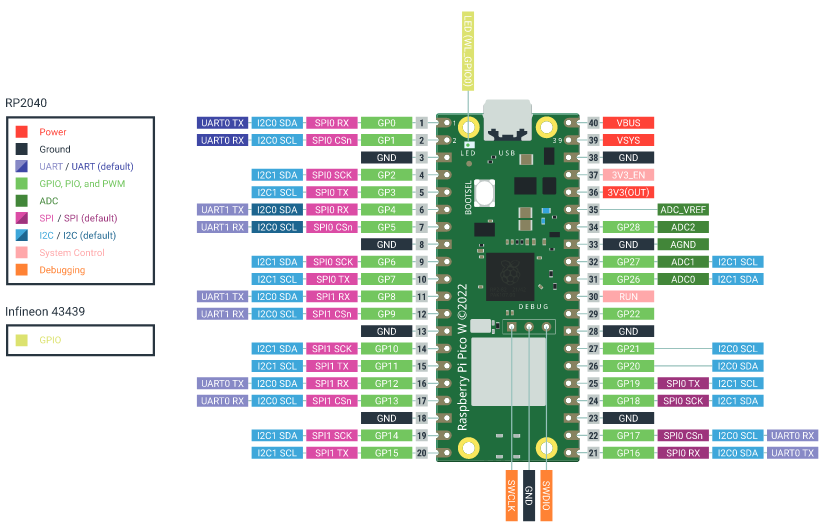 LED (WL_GPIO0)
RP2040
Power
Ground
UART / UART (default)
GPIO, PIO, and PWM
ADC
SPI / SPI (default)
I2C / I2C (default)
System Control
Debugging
Infineon 43439
GPIO
UART0 TX I2C0 SDA SPI0 RX GP0 1
UART0 RX I2C0 SCL SPI0 CSn GP1 2
GND 3
I2C1 SDA SPI0 SCK GP2 4
I2C1 SCL SPI0 TX GP3 5
UART1 TX I2C0 SDA SPI0 RX GP4 6
UART1 RX I2C0 SCL SPI0 CSn GP5 7
GND 8
I2C1 SDA SPI0 SCK GP6 9
I2C1 SCL SPI0 TX GP7 10
UART1 TX I2C0 SDA SPI1 RX GP8 11
UART1 RX I2C0 SCL SPI1 CSn GP9 12
GND 13
I2C1 SDA SPI1 SCK GP10 14
I2C1 SCL SPI1 TX GP11 15
UART0 TX I2C0 SDA SPI1 RX GP12 16
UART0 RX I2C0 SCL SPI1 CSn GP13 17
GND 18
I2C1 SDA SPI1 SCK GP14 19
I2C1 SCL SPI1 TX GP15 20
1
2
39
LED
USB
BOOTSEL
DEBUG
Raspberry Pi Pico W ©2022
40 VBUS
39 VSYS
38 GND
37 3V3_EN
36 3V3(OUT)
35 ADC_VREF
34 GP28 ADC2
33 GND AGND
32 GP27 ADC1 I2C1 SCL
31 GP26 ADC0 I2C1 SDA
30 RUN
29 GP22
28 GND
27 GP21 I2C0 SCL
26 GP20 I2C0 SDA
25 GP19 SPI0 TX I2C1 SCL
24 GP18 SPI0 SCK I2C1 SDA
23 GND
22 GP17 SPI0 CSn I2C0 SCL UART0 RX
21 GP16 SPI0 RX I2C0 SDA UART0 TX
SWCLK
GND
SWDIO